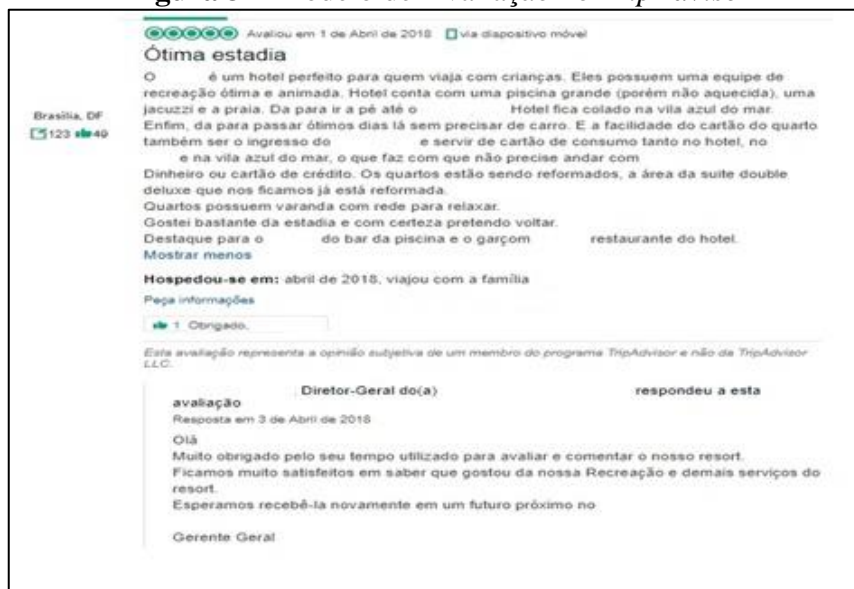 Avaliou em 1 de Abril de 2018 via dispositivo móvel
Ótima estadia
O é um hotel perfeito para quem viaja com crianças. Eles possuem uma equipe de
recreação ótima e animada. Hotel conta com uma piscina grande (porém não aquecida), uma
jacuzzi e a praia. Da para ir a pé até o Hotel fica colado na vila azul do mar.
Enfim, da para passar ótimos dias lá sem precisar de carro. E a facilidade do cartão do quarto
também ser o ingresso do e servir de cartão de consumo tanto no hotel, no
e na vila azul do mar, o que faz com que não precise andar com
Dinheiro ou cartão de crédito. Os quartos estão sendo reformados, a área da suite double
deluxe que nos ficamos já está reformada.
Quartos possuem varanda com rede para relaxar.
Gostei bastante da estadia e com certeza pretendo voltar.
Destaque para o do bar da piscina e o garçom restaurante do hotel.
Mostrar menos
Brasília, DF
123 49
Hospedou-se em: abril de 2018, viajou com a família
Peça informações
1 Obrigado,
Esta avaliação representa a opinião subjetiva de um membro do programa TripAdvisor e não da TripAdvisor
LLC.
Diretor-Geral do(a) respondeu a esta
avaliação
Resposta em 3 de Abril de 2018
Olá
Muito obrigado pelo seu tempo utilizado para avaliar e comentar o nosso resort.
Ficamos muito satisfeitos em saber que gostou da nossa Recreação e demais serviços do
resort.
Esperamos recebê-la novamente em um futuro próximo no
Gerente Geral